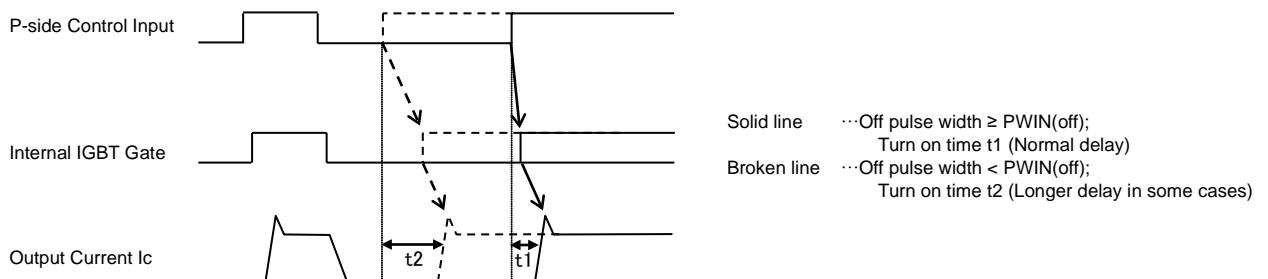 P-side Control Input
Internal IGBT Gate
Output Current Ic
t2
t1
Solid line …Off pulse width ≥ PWIN(off);
Turn on time t1 (Normal delay)
Broken line …Off pulse width < PWIN(off);
Turn on time t2 (Longer delay in some cases)